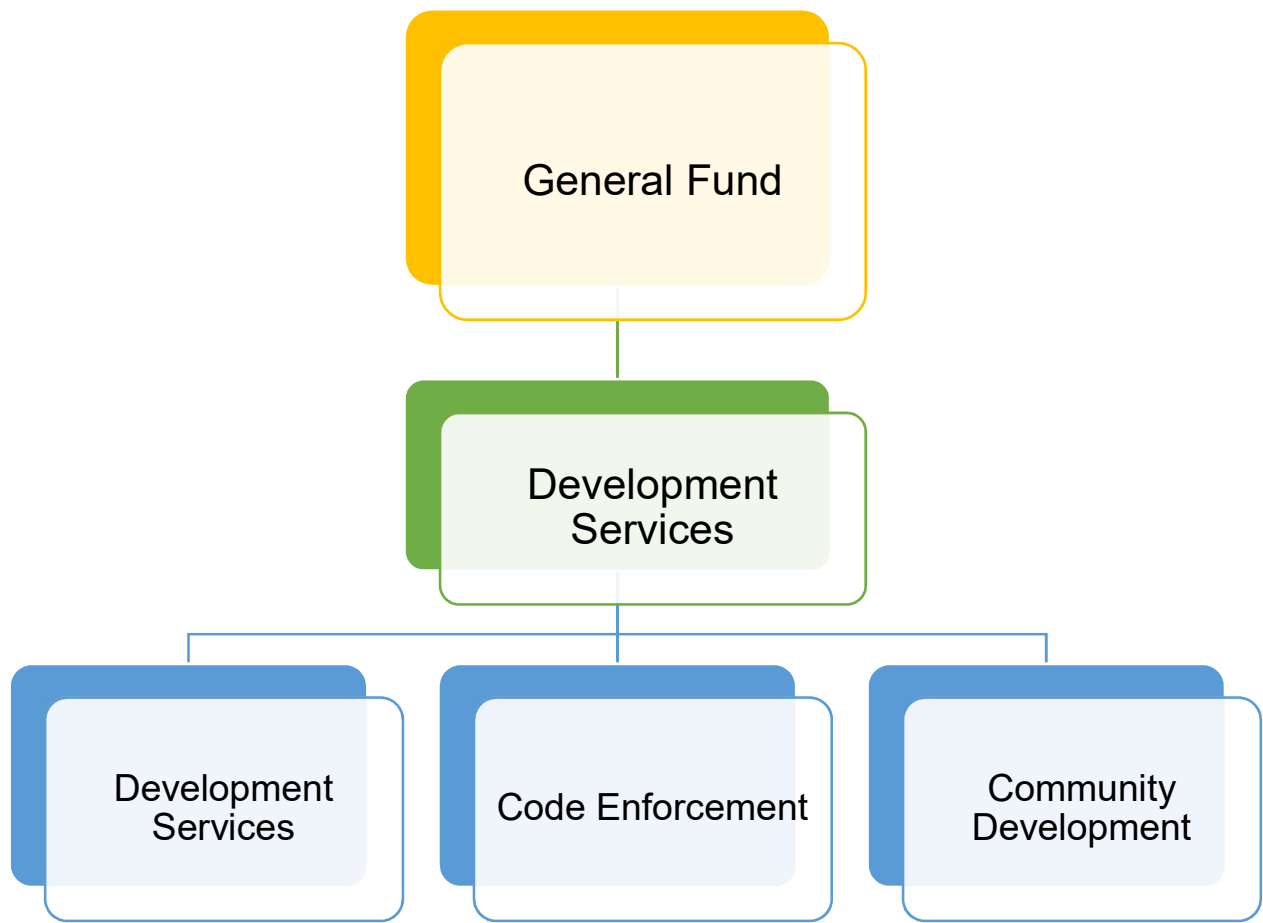 General Fund
Development
Services
Development
Services
Code Enforcement
Community
Development